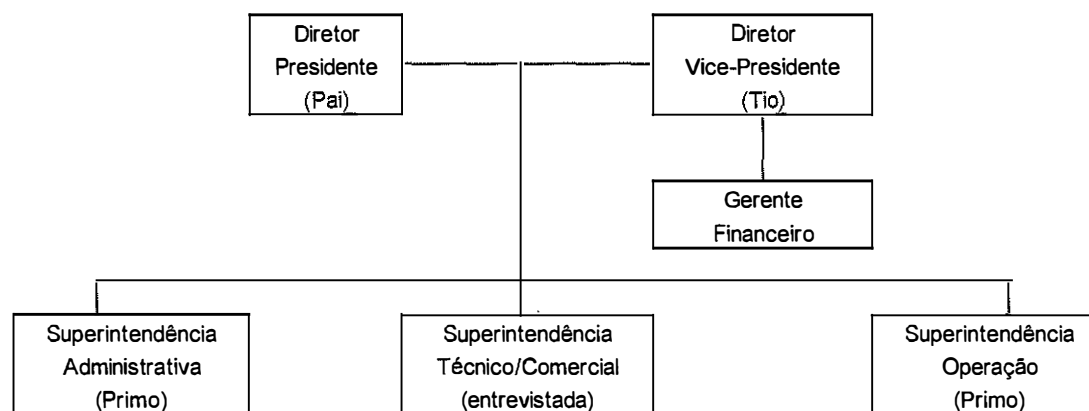 Diretor
Presidente
(Pai)
Diretor
Vice-Presidente
(Tio)
Gerente
Financeiro
Superintendência
Administrativa
(Primo)
Superintendência
Técnico/Comercial
(entrevistada)
Superintendência
Operação
(Primo)